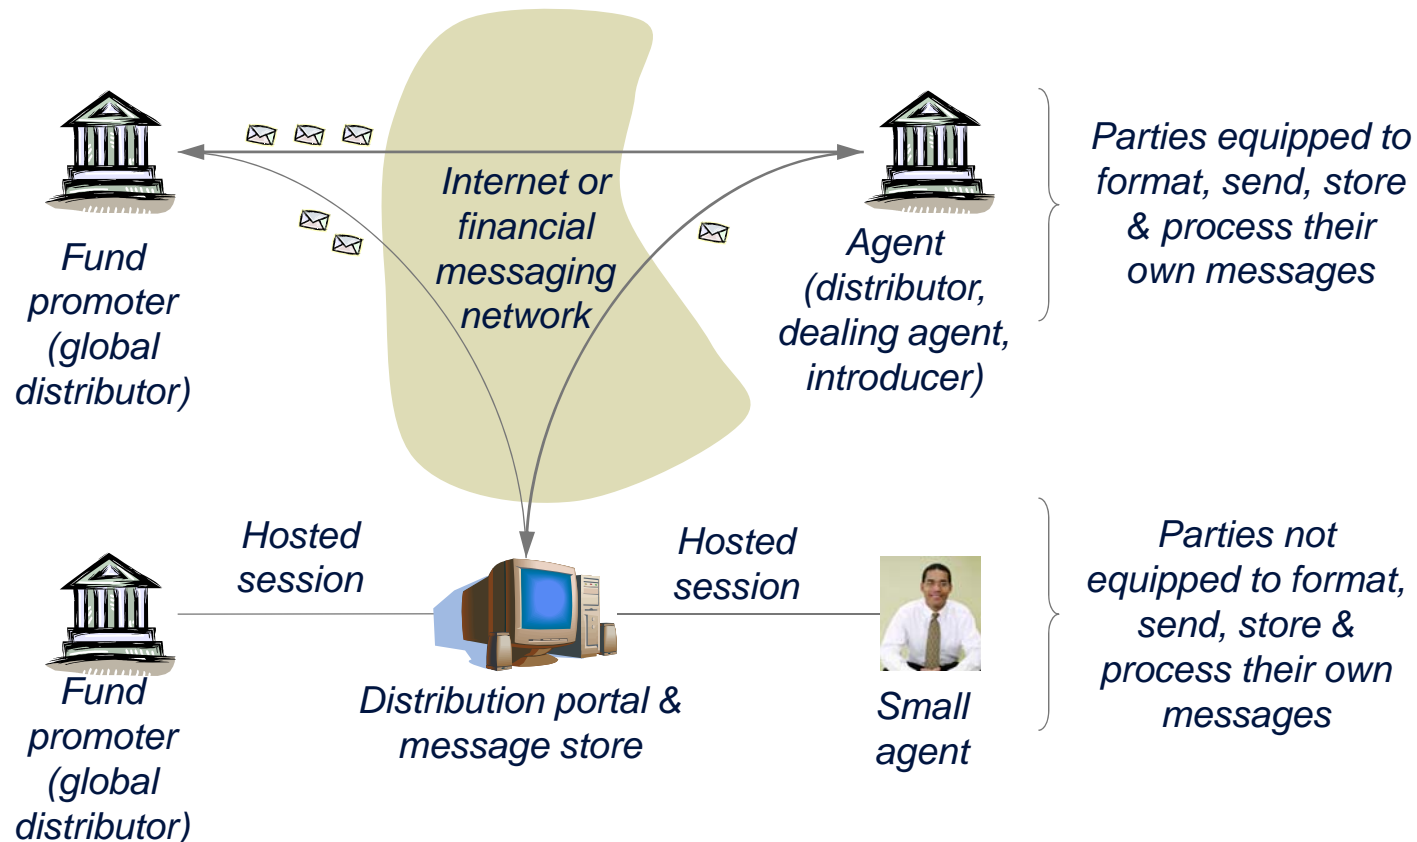 Fund
promoter
(global
distributor)
Internet or
financial
messaging
network
Agent
(distributor,
dealing agent,
introducer)
Parties equipped to
format, send, store
& process their
own messages
Fund
promoter
(global
distributor)
Hosted
session
Distribution portal &
message store
Hosted
session
Small
agent
Parties not
equipped to format,
send, store &
process their own
messages